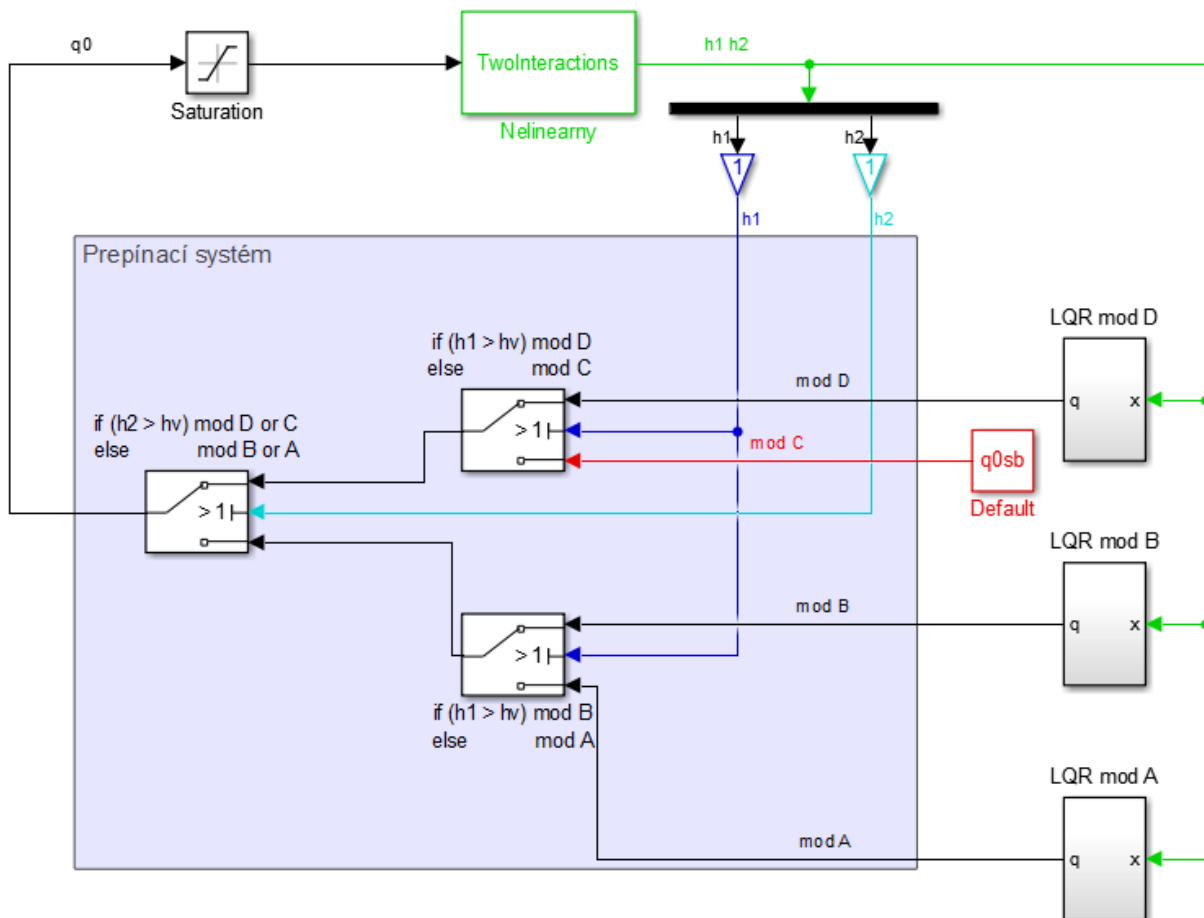 q0
Saturation
TwoInteractions
Nelinearny
h1 h2
h1
h2
1
1
h1
h2
Prepínací systém
if (h1 > hv) mod D
else mod C
> 1
mod D
mod C
q0sb
Default
LQR mod D
q
x
if (h2 > hv) mod D or C
else mod B or A
> 1
mod B
LQR mod B
q
x
> 1
if (h1 > hv) mod B
else mod A
mod A
LQR mod A
q
x